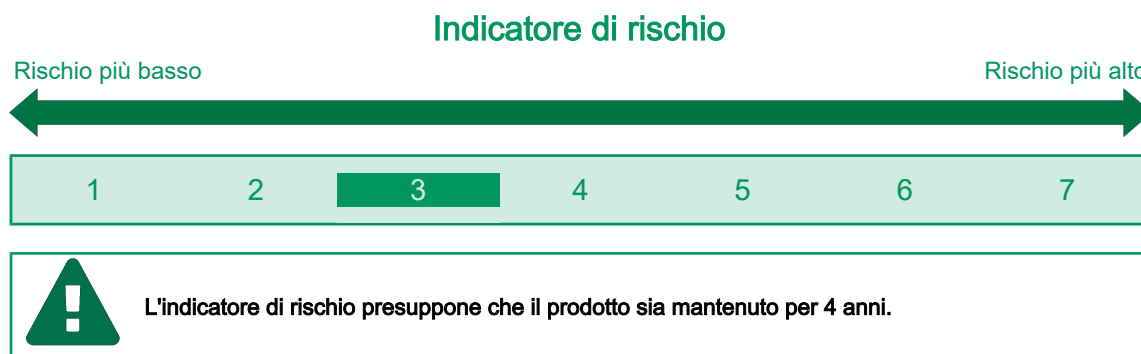 Indicatore di rischio
Rischio più basso
Rischio più alto
1 2 3 4 5 6 7
L'indicatore di rischio presuppone che il prodotto sia mantenuto per 4 anni.